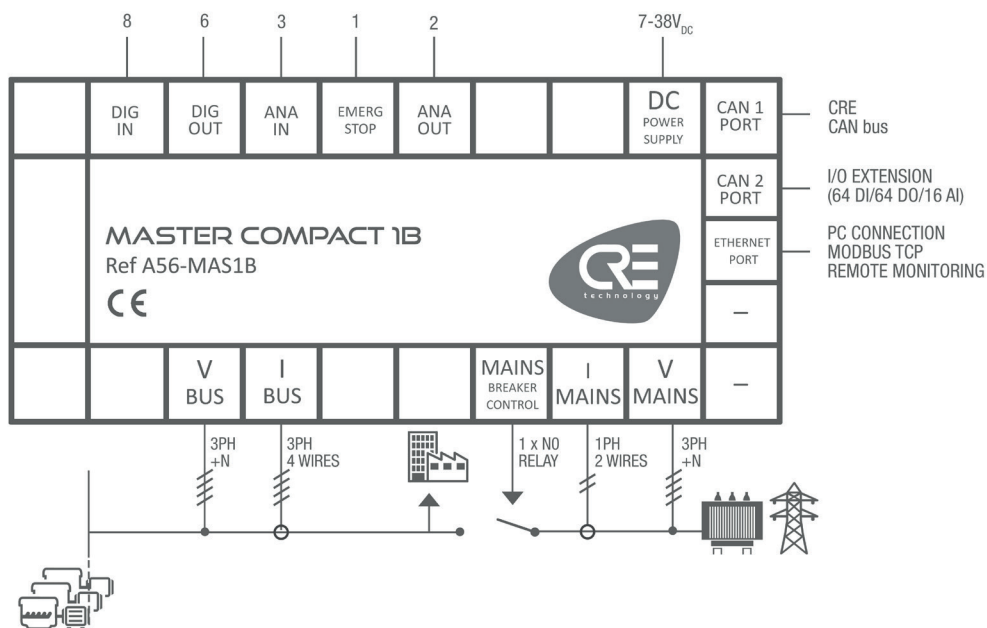 8
6
3
1
2
7-38VDC
DIG
IN
DIG
OUT
ANA
IN
EMERG
STOP
ANA
OUT
DC
POWER
SUPPLY
CAN 1
PORT
CRE
CAN bus
CAN 2
PORT
I/O EXTENSION
(64 DI/64 DO/16 AI)
ETHERNET
PORT
PC CONNECTION
MODBUS TCP
REMOTE MONITORING
MASTER COMPACT 1B
Ref A56-MAS1B
CE
CRE
technology
–
–
V
BUS
I
BUS
MAINS
BREAKER
CONTROL
I
MAINS
V
MAINS
3PH
+N
3PH
4 WIRES
1 x NO
RELAY
1PH
2 WIRES
3PH
+N